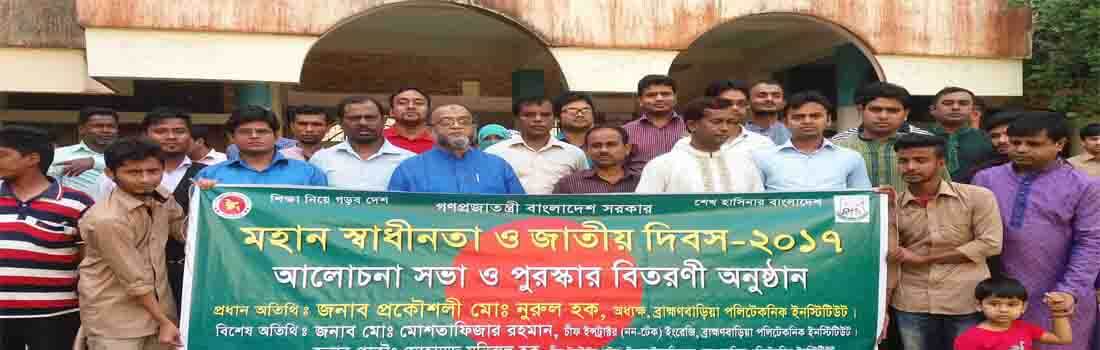 শিক্ষা নিয়ে গড়ব দেশ
গণপ্রজাতন্ত্রী বাংলাদেশ সরকার
শেখ হাসিনার বাংলাদেশ
মহান স্বাধীনতা ও জাতীয় দিবস-২০১৭
আলোচনা সভা ও পুরস্কার বিতরণী অনুষ্ঠান
প্রধান অতিথি ঃ জনাব প্রকৌশলী মোঃ নুরুল হক, অধ্যক্ষ, ব্রাহ্মণবাড়িয়া পলিটেকনিক ইনস্টিটিউট।
বিশেষ অতিথি ঃ জনাব মোঃ মোশতাফিজার রহমান, চীফ ইন্সট্রাক্টর (নন-টেক) ইংরেজি, ব্রাহ্মণবাড়িয়া পলিটেকনিক ইনস্টিটিউট।